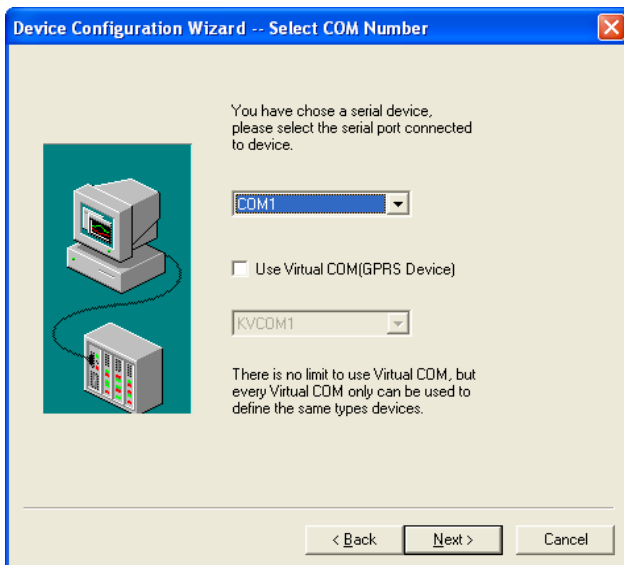 Device Configuration Wizard -- Select COM Number
You have chose a serial device,
please select the serial port connected
to device.
COM1
Use Virtual COM(GPRS Device)
KVCOM1
There is no limit to use Virtual COM, but
every Virtual COM only can be used to
define the same types devices.
< Back
Next >
Cancel